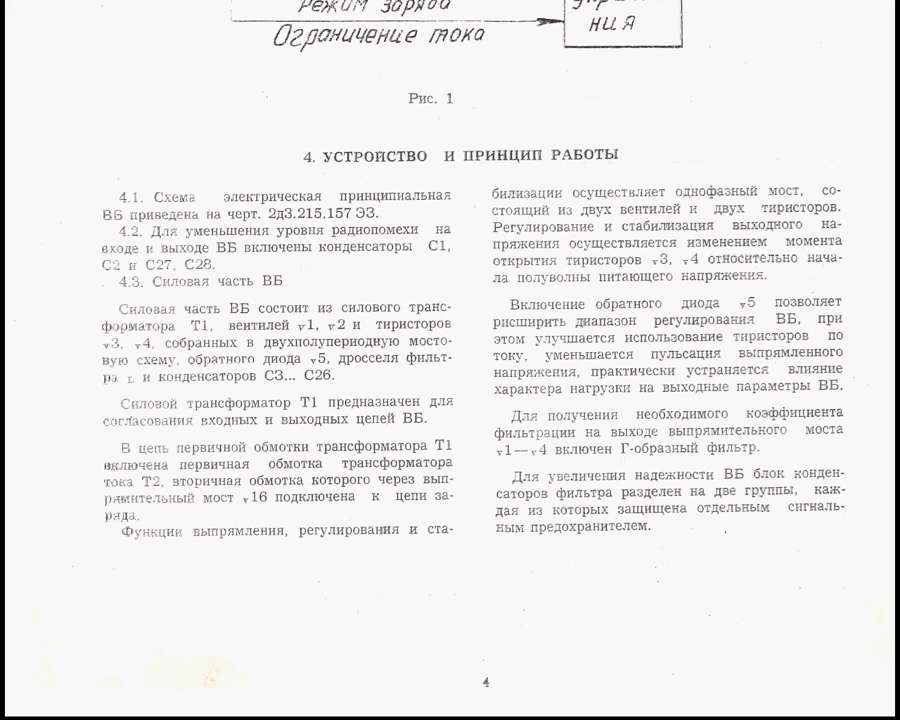 Режим заряда
Ограничение тока
ния
Рис. 1
4. УСТРОЙСТВО И ПРИНЦИП РАБОТЫ
4.1. Схема электрическая принципиальная
ВБ приведена на черт. 2д3.215.157 ЭЗ.
4.2. Для уменьшения уровня радиопомехи на
входе и выходе ВБ включены конденсаторы С1,
С2 и С27, С28.
4.3. Силовая часть ВБ
Силовая часть ВБ состоит из силового транс-
форматора Т1, вентилей v1, v2 и тиристоров
v3, v4, собранных в двухполупериодную мосто-
вую схему, обратного диода v5, дросселя фильт-
ра L и конденсаторов С3... С26.
Силовой трансформатор Т1 предназначен для
согласования входных и выходных цепей ВБ.
В цепь первичной обмотки трансформатора Т1
включена первичная обмотка трансформатора
тока Т2, вторичная обмотка которого через вып-
рямительный мост v16 подключена к цепи за-
ряда.
Функции выпрямления, регулирования и ста-
билизации осуществляет однофазный мост, со-
стоящий из двух вентилей и двух тиристоров.
Регулирование и стабилизация выходного на-
пряжения осуществляется изменением момента
открытия тиристоров v3, v4 относительно нача-
ла полуволны питающего напряжения.
Включение обратного диода v5 позволяет
рисширить диапазон регулирования ВБ, при
этом улучшается использование тиристоров по
току, уменьшается пульсация выпрямленного
напряжения, практически устраняется влияние
характера нагрузки на выходные параметры ВБ.
Для получения необходимого коэффициента
фильтрации на выходе выпрямительного моста
v1—v4 включен Г-образный фильтр.
Для увеличения надежности ВБ блок конден-
саторов фильтра разделен на две группы, каж-
дая из которых защищена отдельным сигналь-
ным предохранителем.
4